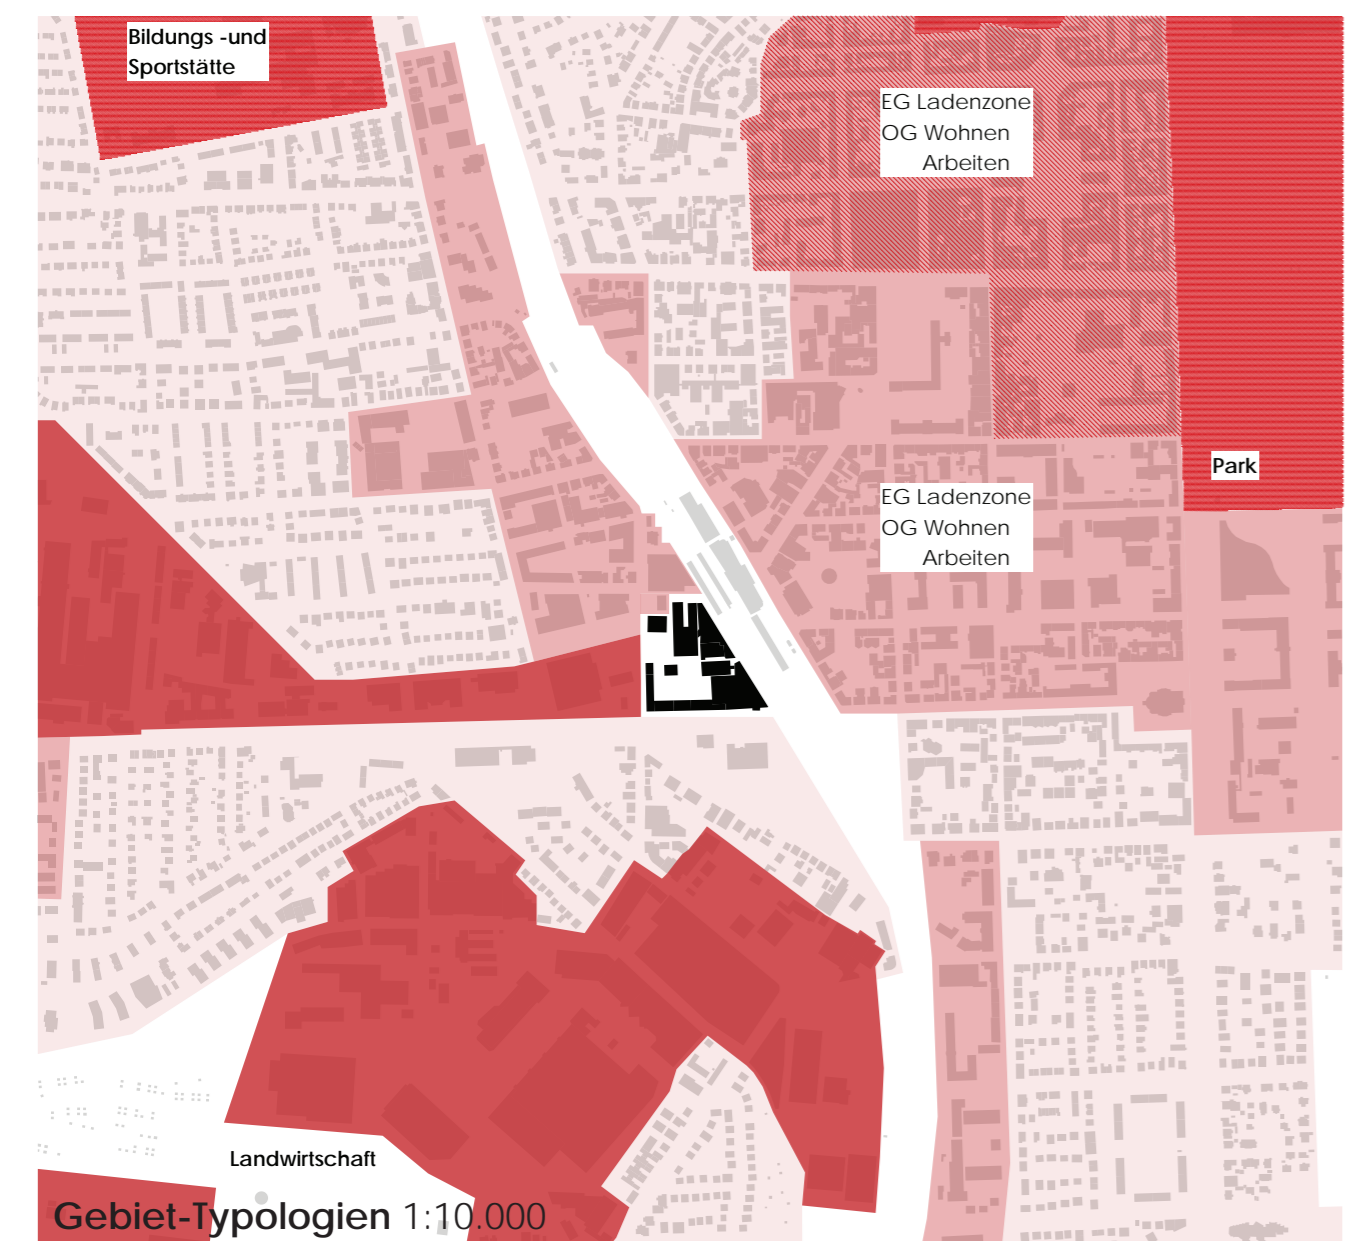 Bildungs -und
Sportstätte
EG Ladenzone
OG Wohnen
Arbeiten
Park
EG Ladenzone
OG Wohnen
Arbeiten
Landwirtschaft
Gebiet-Typologien 1:10.000